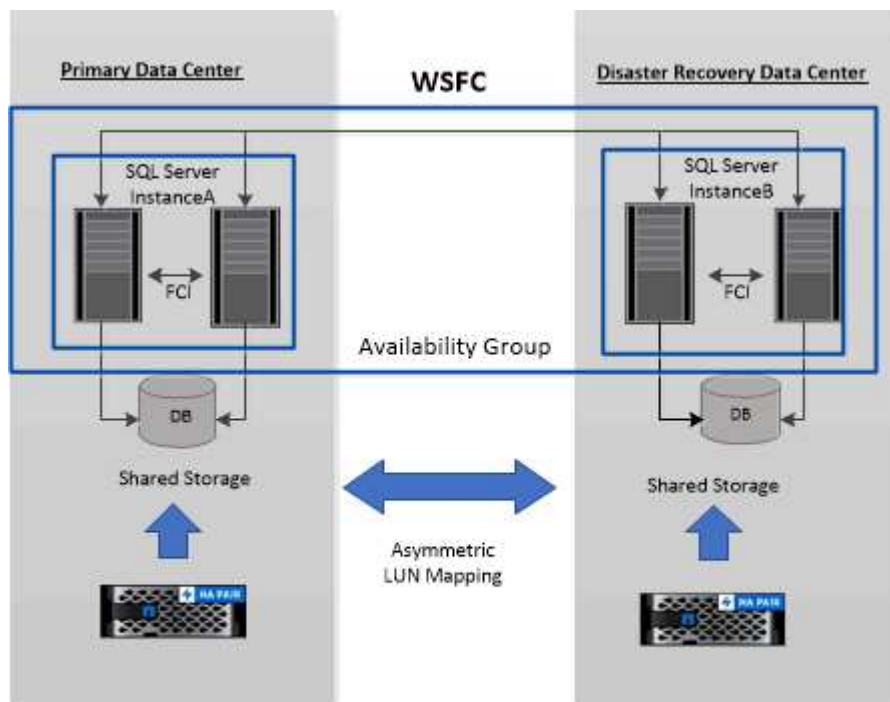 Primary Data Center
WSFC
Disaster Recovery Data Center
SQL Server
InstanceA
SQL Server
InstanceB
FCI
FCI
Availability Group
DB
DB
Shared Storage
Shared Storage
Asymmetric
LUN Mapping
HA PAIR
HA PAIR